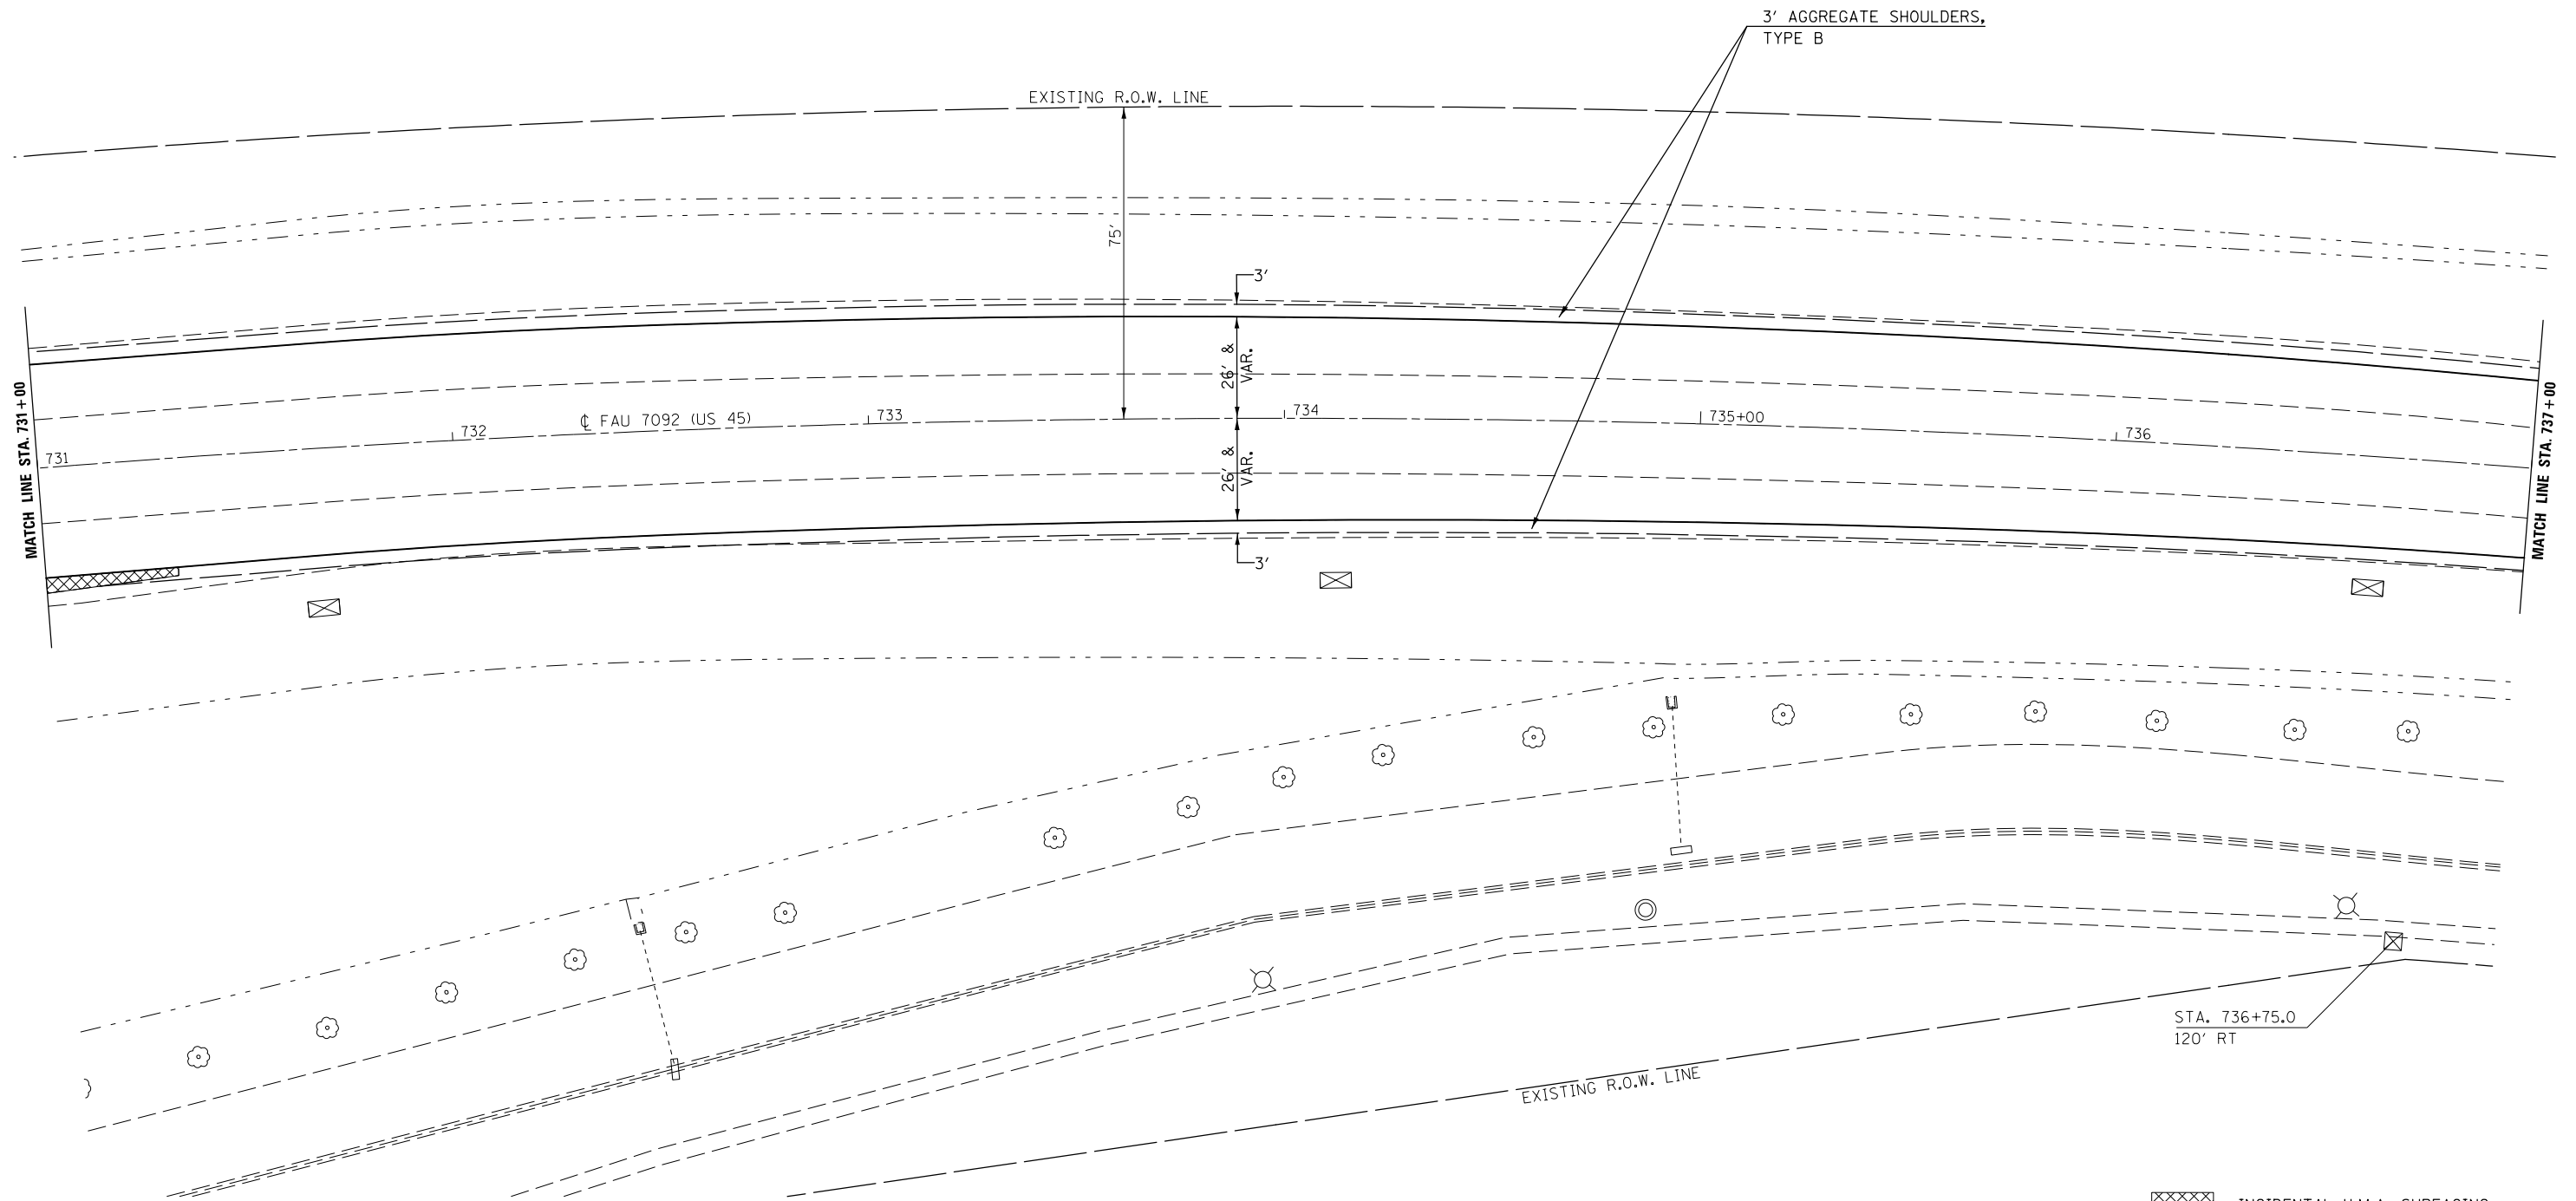 3' AGGREGATE SHOULDERS,
TYPE B
EXISTING R.O.W. LINE
75'
3'
26' &
VAR.
MATCH LINE STA. 731+00
731
732
℄ FAU 7092 (US 45)
733
734
735+00
736
MATCH LINE STA. 737+00
26' &
VAR.
3'
STA. 736+75.0
120' RT
EXISTING R.O.W. LINE
INCIDENTAL H.M.A. SURFACING